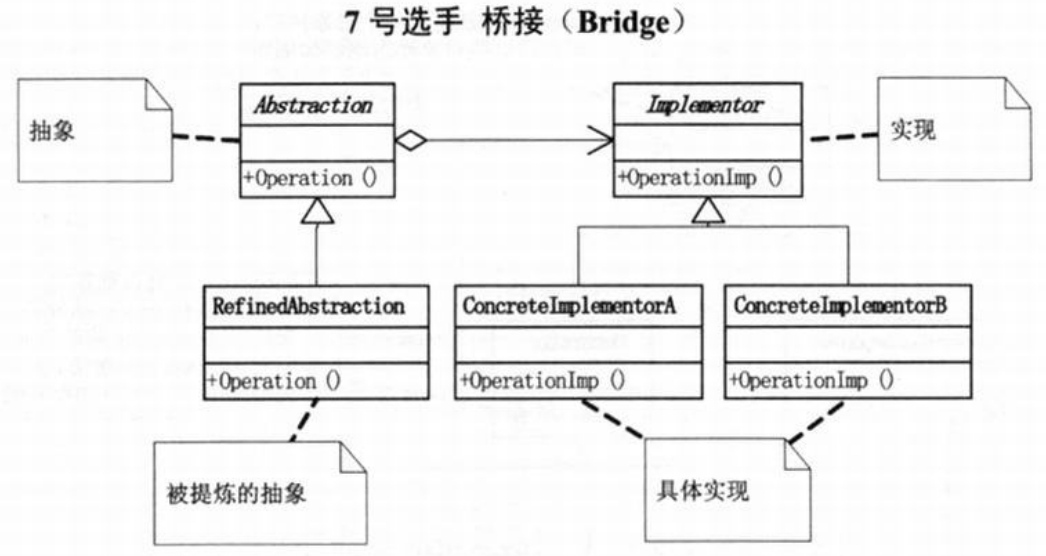 7 号选手 桥接（Bridge）
抽象
Abstraction
+Operation ()
Implementor
+OperationImp ()
实现
RefinedAbstraction
+Operation ()
ConcreteImplementorA
+OperationImp ()
ConcreteImplementorB
+OperationImp ()
被提炼的抽象
具体实现